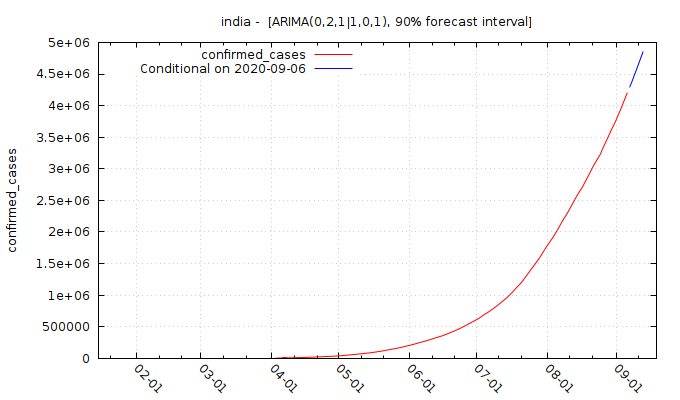 india -  [ARIMA(0,2,1|1,0,1), 90% forecast interval]
confirmed_cases
Conditional on 2020-09-06
5e+06
4.5e+06
4e+06
3.5e+06
3e+06
2.5e+06
2e+06
1.5e+06
1e+06
500000
0
confirmed_cases
02-01
03-01
04-01
05-01
06-01
07-01
08-01
09-01